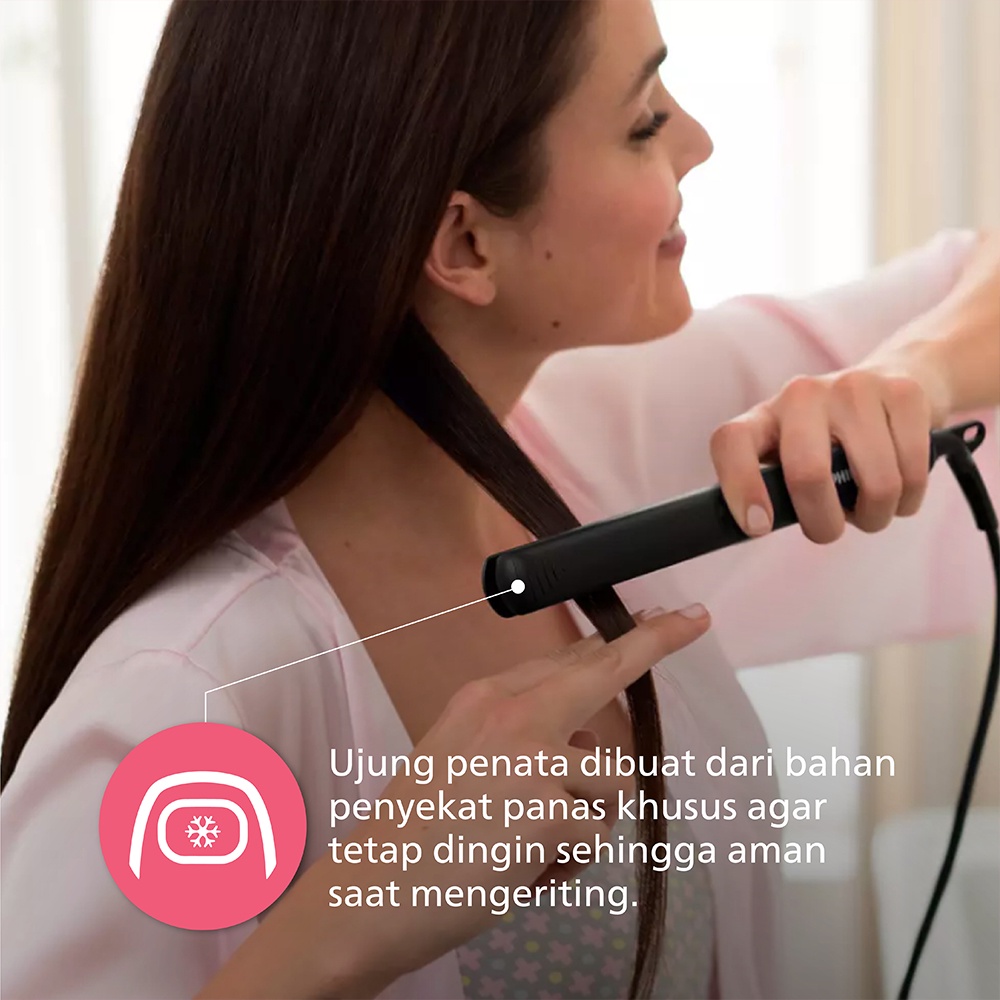 Ujung penata dibuat dari bahan
penyekat panas khusus agar
tetap dingin sehingga aman
saat mengeriting.